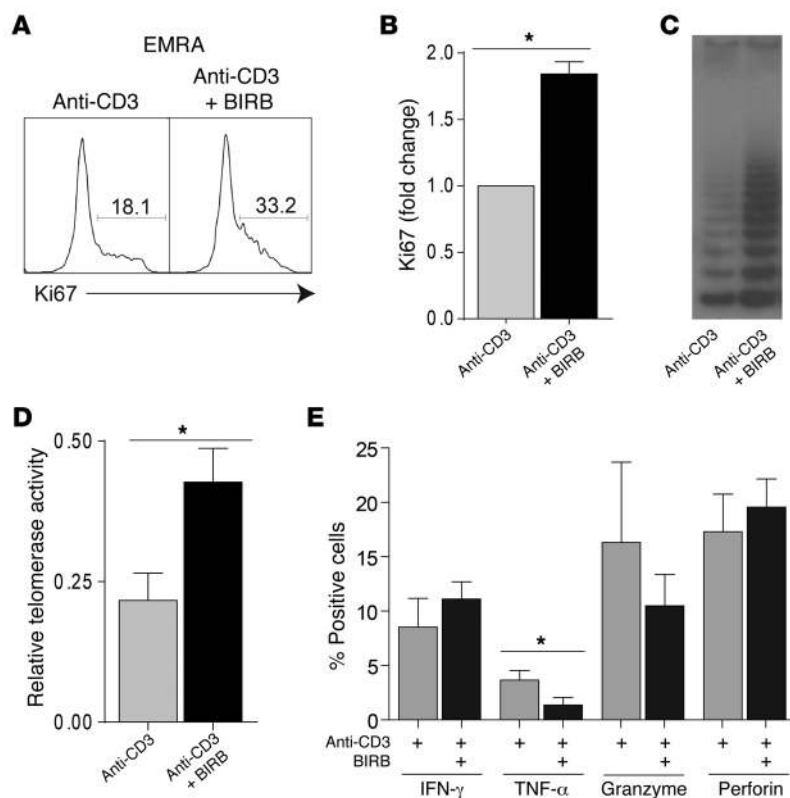 A
EMRA
Anti-CD3
Anti-CD3
+ BIRB
18.1
33.2
Ki67
B
*
2.0
1.5
1.0
0.5
0.0
Ki67 (fold change)
Anti-CD3
Anti-CD3
+ BIRB
C
Anti-CD3
Anti-CD3
+ BIRB
D
*
0.50
0.25
0.00
Relative telomerase activity
Anti-CD3
Anti-CD3
+ BIRB
E
25
20
15
10
5
0
% Positive cells
*
Anti-CD3 + + + + + + + +
BIRB + + + +
IFN-γ TNF-α Granzyme Perforin